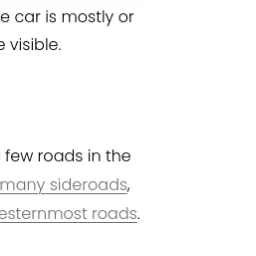 e car is mostly or
e visible.
few roads in the
many sideroads,
esternmost roads.